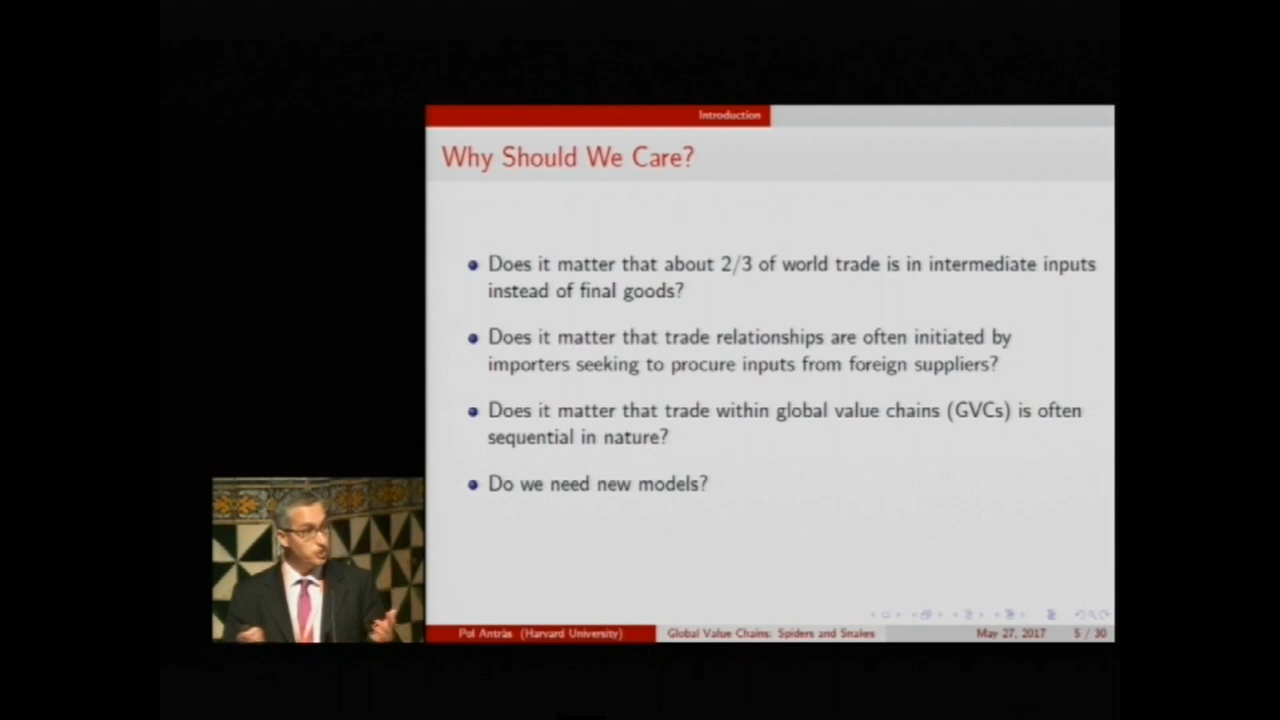 Introduction
Why Should We Care?
Does it matter that about 2/3 of world trade is in intermediate inputs
instead of final goods?
Does it matter that trade relationships are often initiated by
importers seeking to procure inputs from foreign suppliers?
Does it matter that trade within global value chains (GVCs) is often
sequential in nature?
Do we need new models?
Pol Antràs (Harvard University)
Global Value Chains: Spiders and Snakes
May 27, 2017
5 / 30